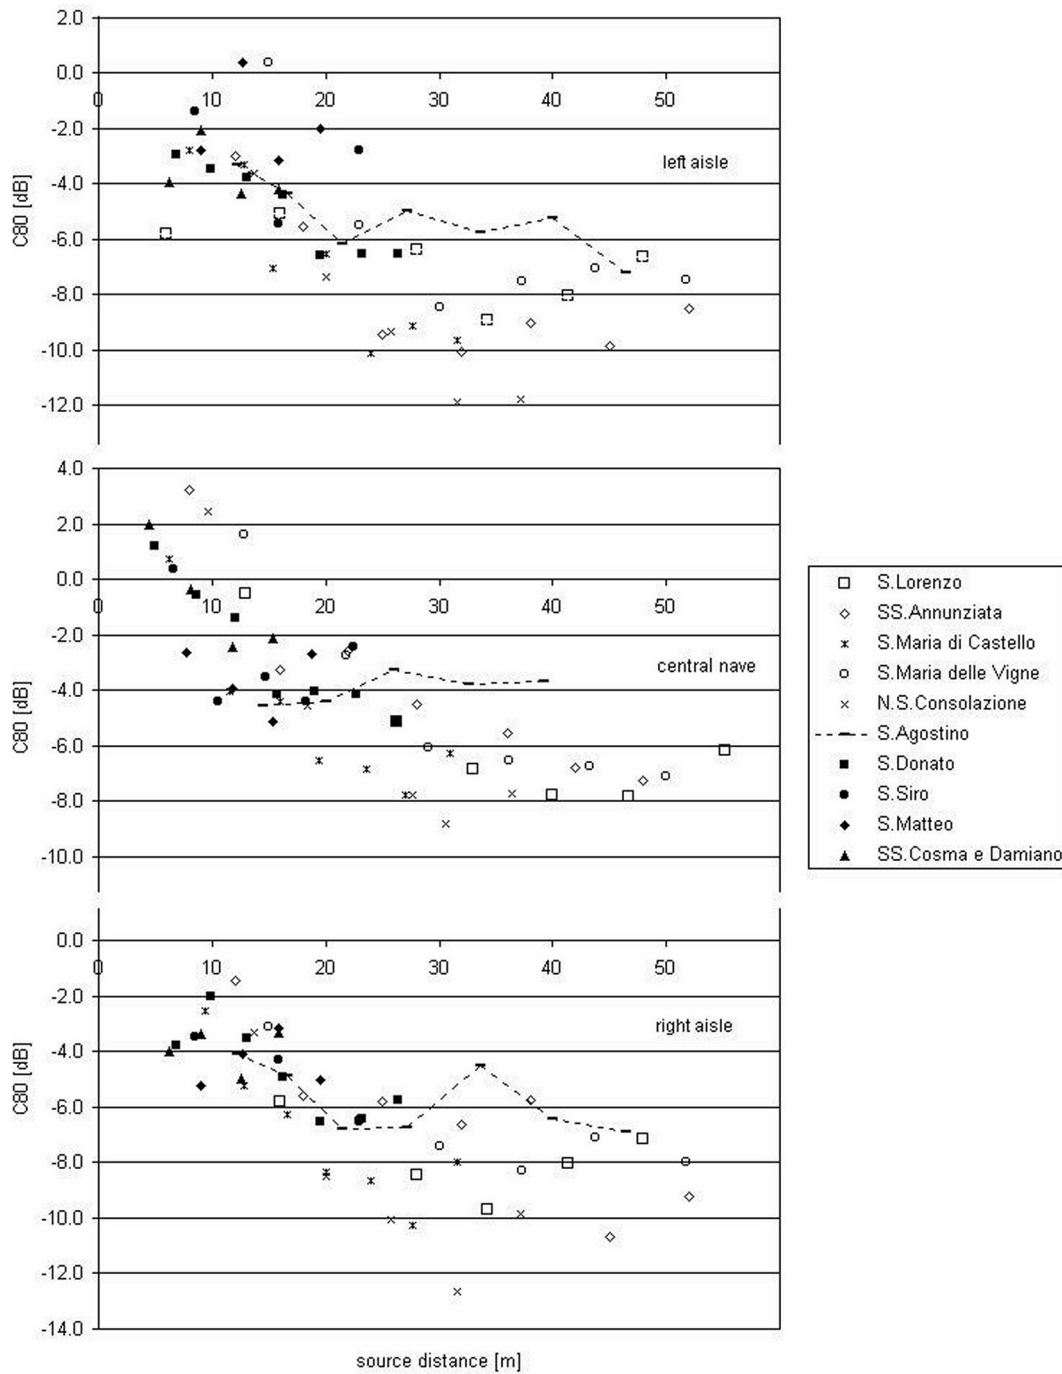 2.0
0.0
0 10 20 30 40 50
-2.0
left aisle
-4.0
-6.0
-8.0
-10.0
-12.0
C80 [dB]
4.0
2.0
0.0
0 10 20 30 40 50
-2.0
central nave
-4.0
-6.0
-8.0
-10.0
C80 [dB]
S.Lorenzo
SS.Annunziata
S.Maria di Castello
S.Maria delle Vigne
N.S.Consolazione
S.Agostino
S.Donato
S.Siro
S.Matteo
SS.Cosma e Damiano
0.0
0 10 20 30 40 50
-2.0
right aisle
-4.0
-6.0
-8.0
-10.0
-12.0
-14.0
C80 [dB]
source distance [m]